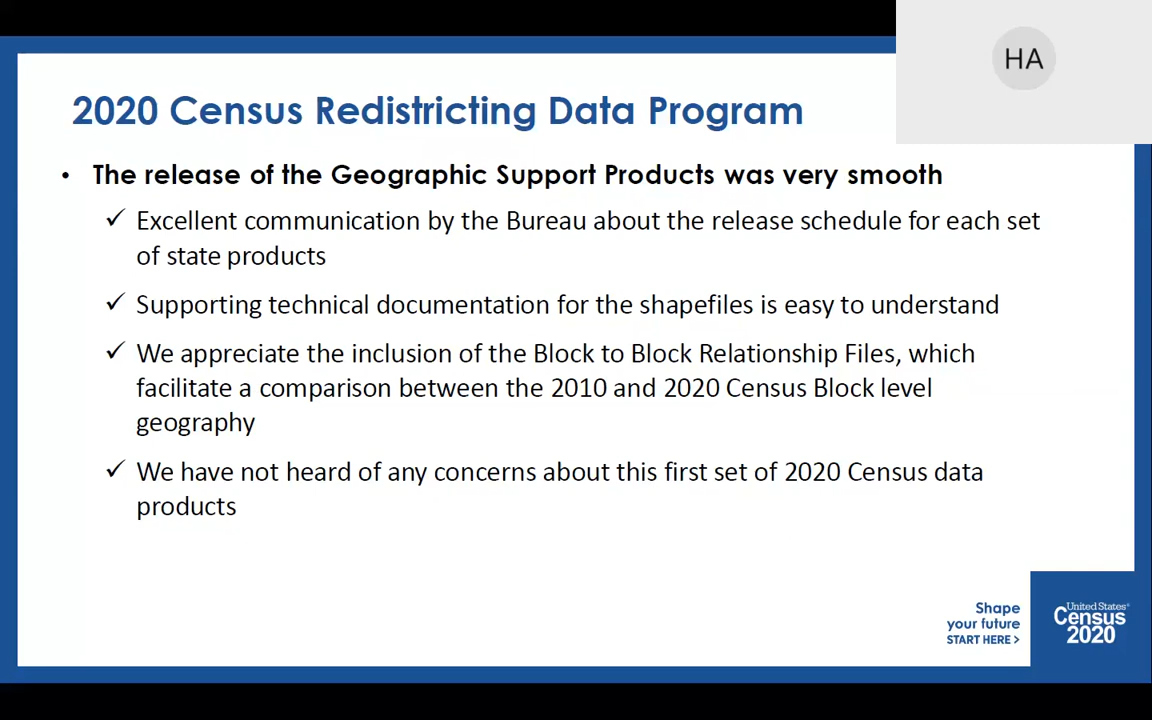 HA
2020 Census Redistricting Data Program
• The release of the Geographic Support Products was very smooth
✓ Excellent communication by the Bureau about the release schedule for each set
of state products
✓ Supporting technical documentation for the shapefiles is easy to understand
✓ We appreciate the inclusion of the Block to Block Relationship Files, which
facilitate a comparison between the 2010 and 2020 Census Block level
geography
✓ We have not heard of any concerns about this first set of 2020 Census data
products
Shape
your future
START HERE >
United States®
Census
2020